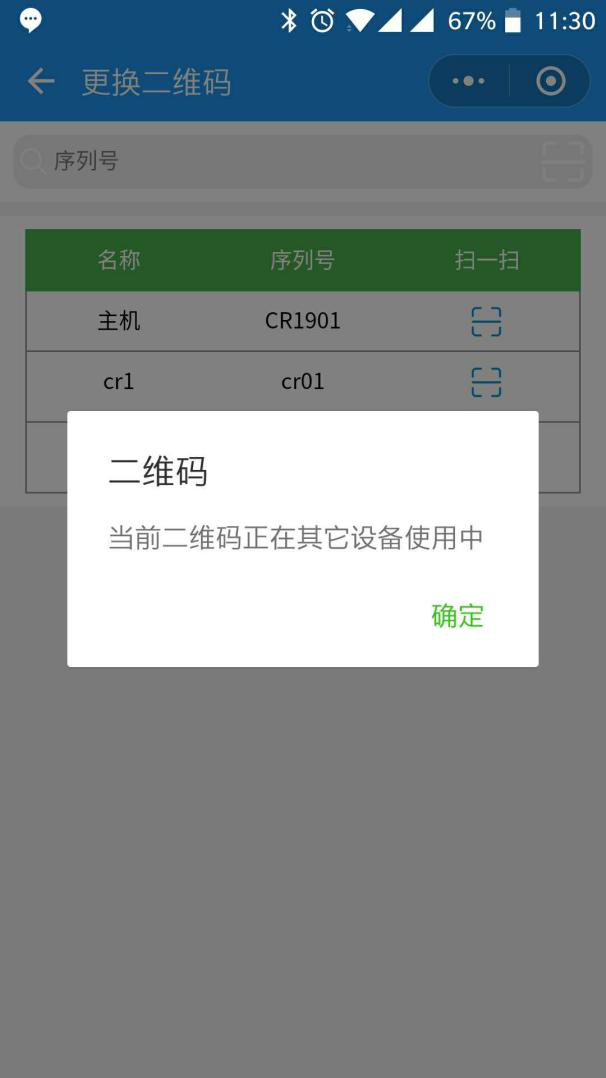 67% 11:30
更换二维码
序列号
名称 序列号 扫一扫
主机 CR1901
cr1 cr01
二维码
当前二维码正在其它设备使用中
确定